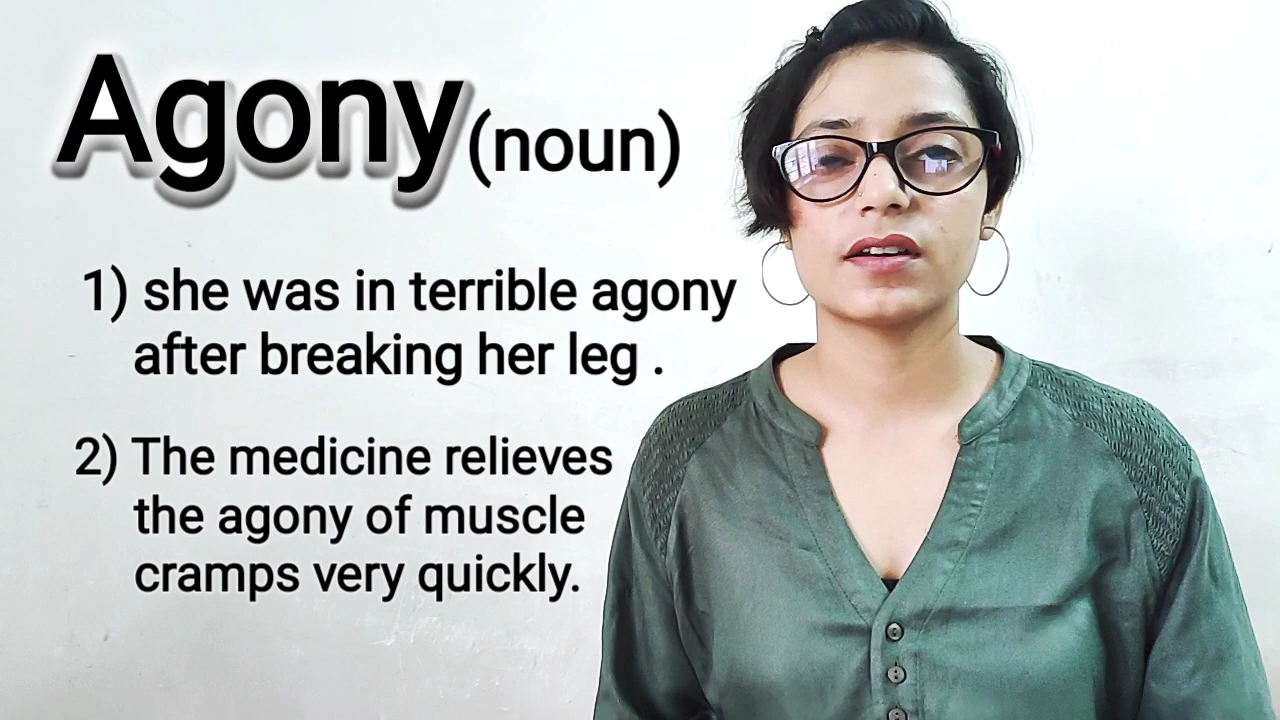 Agony (noun)
1) she was in terrible agony
after breaking her leg .
2) The medicine relieves
the agony of muscle
cramps very quickly.